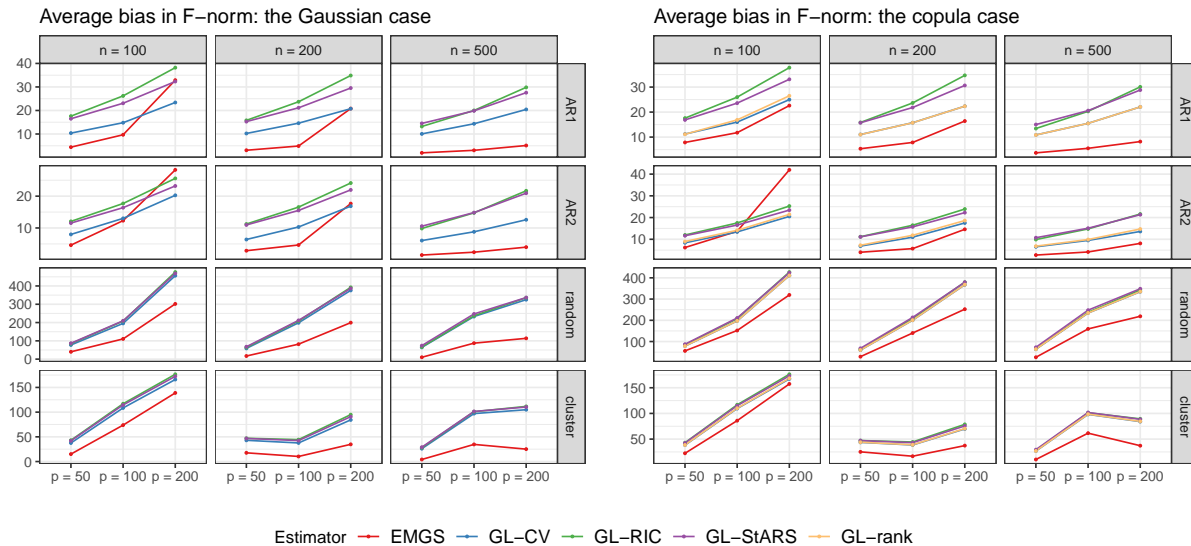 Average bias in F−norm: the Gaussian case
n = 100
n = 200
n = 500
40
30
20
10
AR1
20
10
AR2
400
300
200
100
0
random
150
100
50
0
cluster
p = 50
p = 100
p = 200
p = 50
p = 100
p = 200
p = 50
p = 100
p = 200
Average bias in F−norm: the copula case
n = 100
n = 200
n = 500
30
20
10
AR1
40
30
20
10
AR2
400
300
200
100
random
150
100
50
cluster
p = 50
p = 100
p = 200
p = 50
p = 100
p = 200
p = 50
p = 100
p = 200
Estimator EMGS GL−CV GL−RIC GL−StARS GL−rank